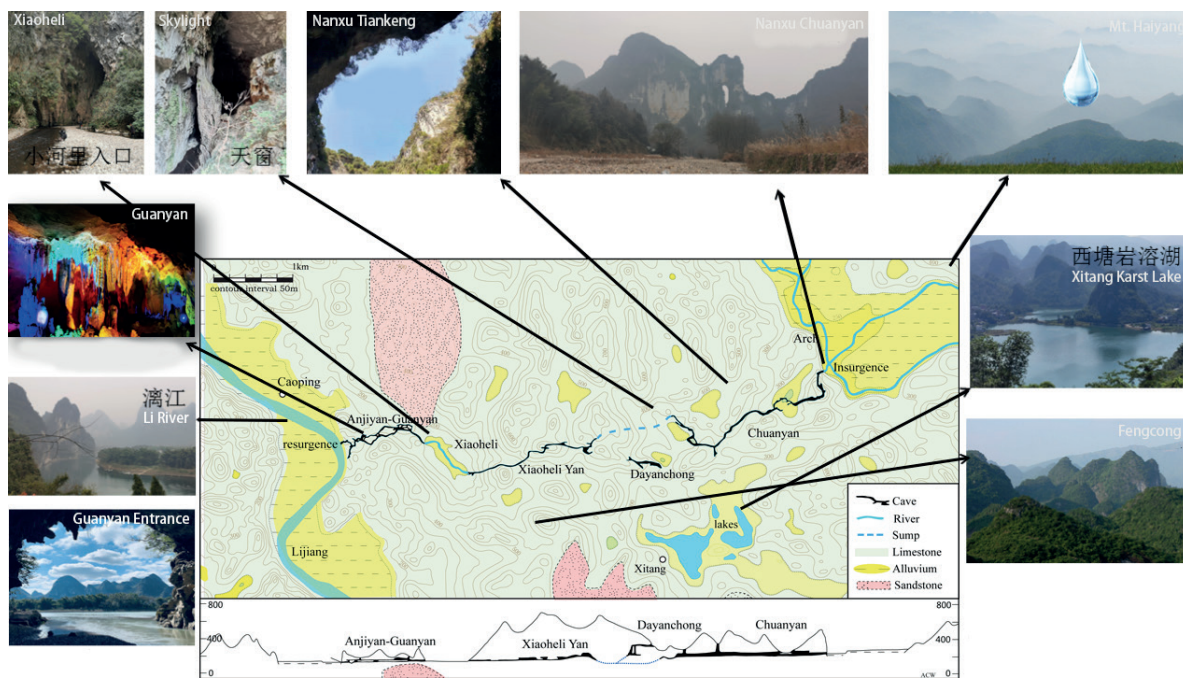 Xiaoheli
小河里入口
Skylight
天窗
Nanxu Tiankeng
Nanxu Chuanyan
Mt. Haiyang
Guanyan
漓江
Li River
Guanyan Entrance
西塘岩溶湖
Xitang Karst Lake
Fengcong
1km
contour interval 50m
Arch
Insurgence
Caoping
Anjiyan-Guanyan
resurgence
Xiaoheli
Chuanyan
Xiaoheli Yan
Dayanchong
lakes
Lijiang
Xitang
Cave
River
Sump
Limestone
Alluvium
Sandstone
800
400
0
Anjiyan-Guanyan
Xiaoheli Yan
Dayanchong
Chuanyan
800
400
0
ACW